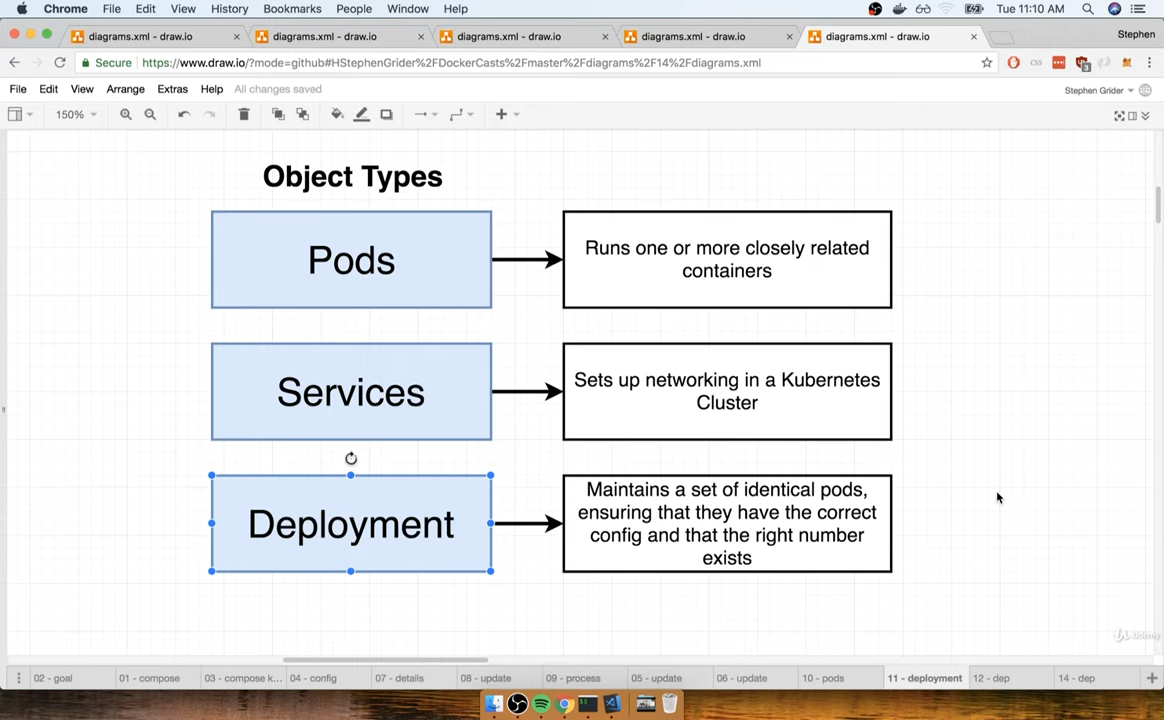 Chrome File Edit View History Bookmarks People Window Help Tue 11:10 AM
diagrams.xml - draw.io diagrams.xml - draw.io diagrams.xml - draw.io diagrams.xml - draw.io diagrams.xml - draw.io Stephen
Secure https://www.draw.io/?mode=github#HStephenGrider%2FDockerCasts%2Fmaster%2Fdiagrams%2F14%2Fdiagrams.xml CSS 3
File Edit View Arrange Extras Help All changes saved Stephen Grider
150%
Object Types
Pods
Runs one or more closely related
containers
Services
Sets up networking in a Kubernetes
Cluster
Deployment
Maintains a set of identical pods,
ensuring that they have the correct
config and that the right number
exists
Udemy
02 - goal 01 - compose 03 - compose k... 04 - config 07 - details 08 - update 09 - process 05 - update 06 - update 10 - pods 11 - deployment 12 - dep 14 - dep